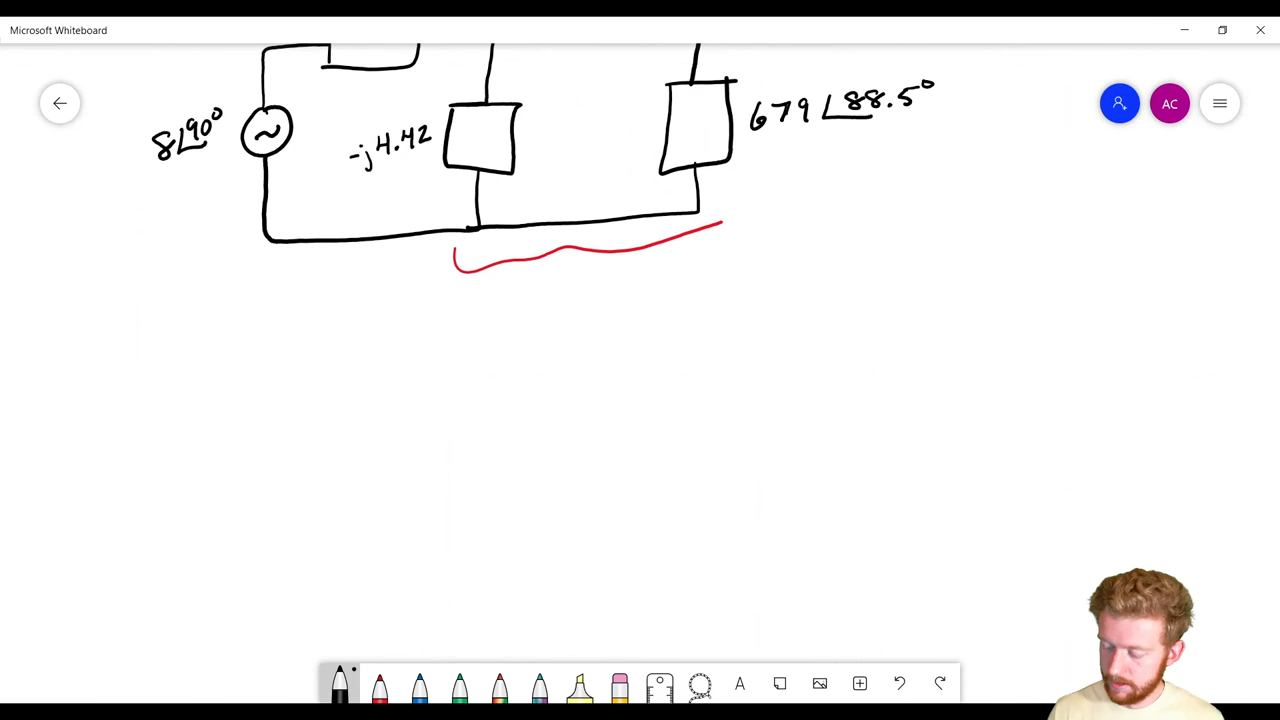 Microsoft Whiteboard
8∠90°
-j4.42
679∠88.5°
AC
A